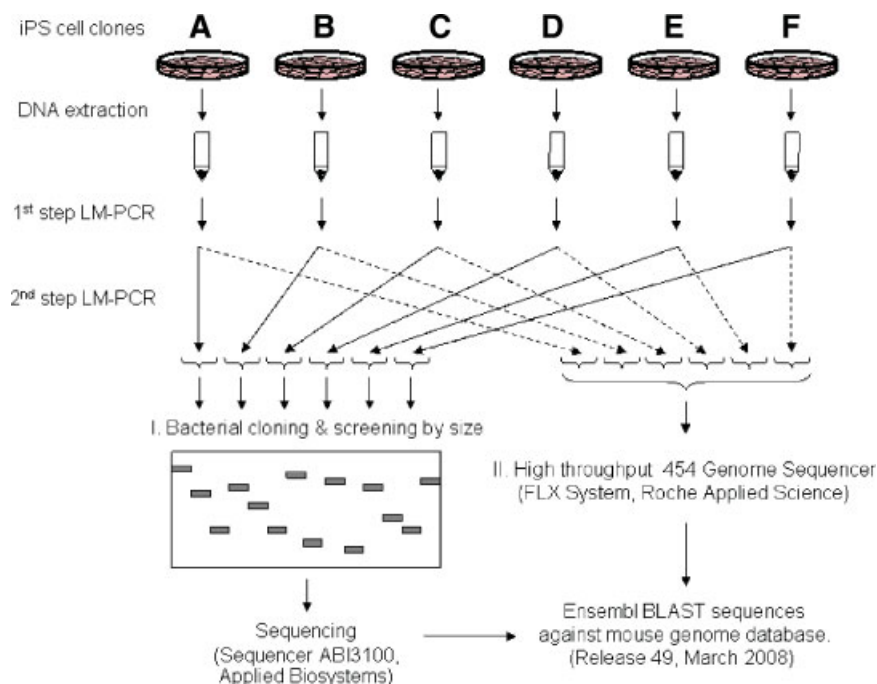 iPS cell clones
A B C D E F
DNA extraction
1st step LM-PCR
2nd step LM-PCR
I. Bacterial cloning & screening by size
II. High throughput 454 Genome Sequencer
(FLX System, Roche Applied Science)
Sequencing
(Sequencer ABI3100,
Applied Biosystems)
Ensembl BLAST sequences
against mouse genome database.
(Release 49, March 2008)